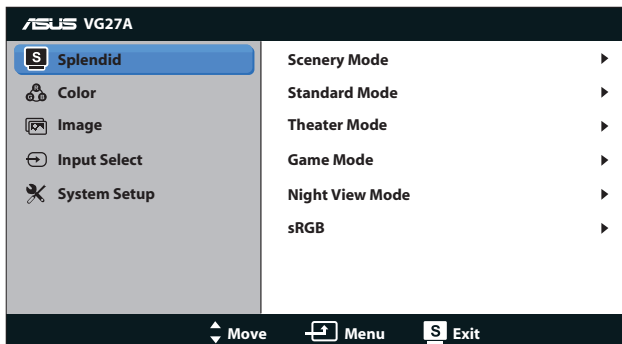 ASUS VG27A
S Splendid
Color
Image
Input Select
System Setup
Scenery Mode
Standard Mode
Theater Mode
Game Mode
Night View Mode
sRGB
Move Menu S Exit